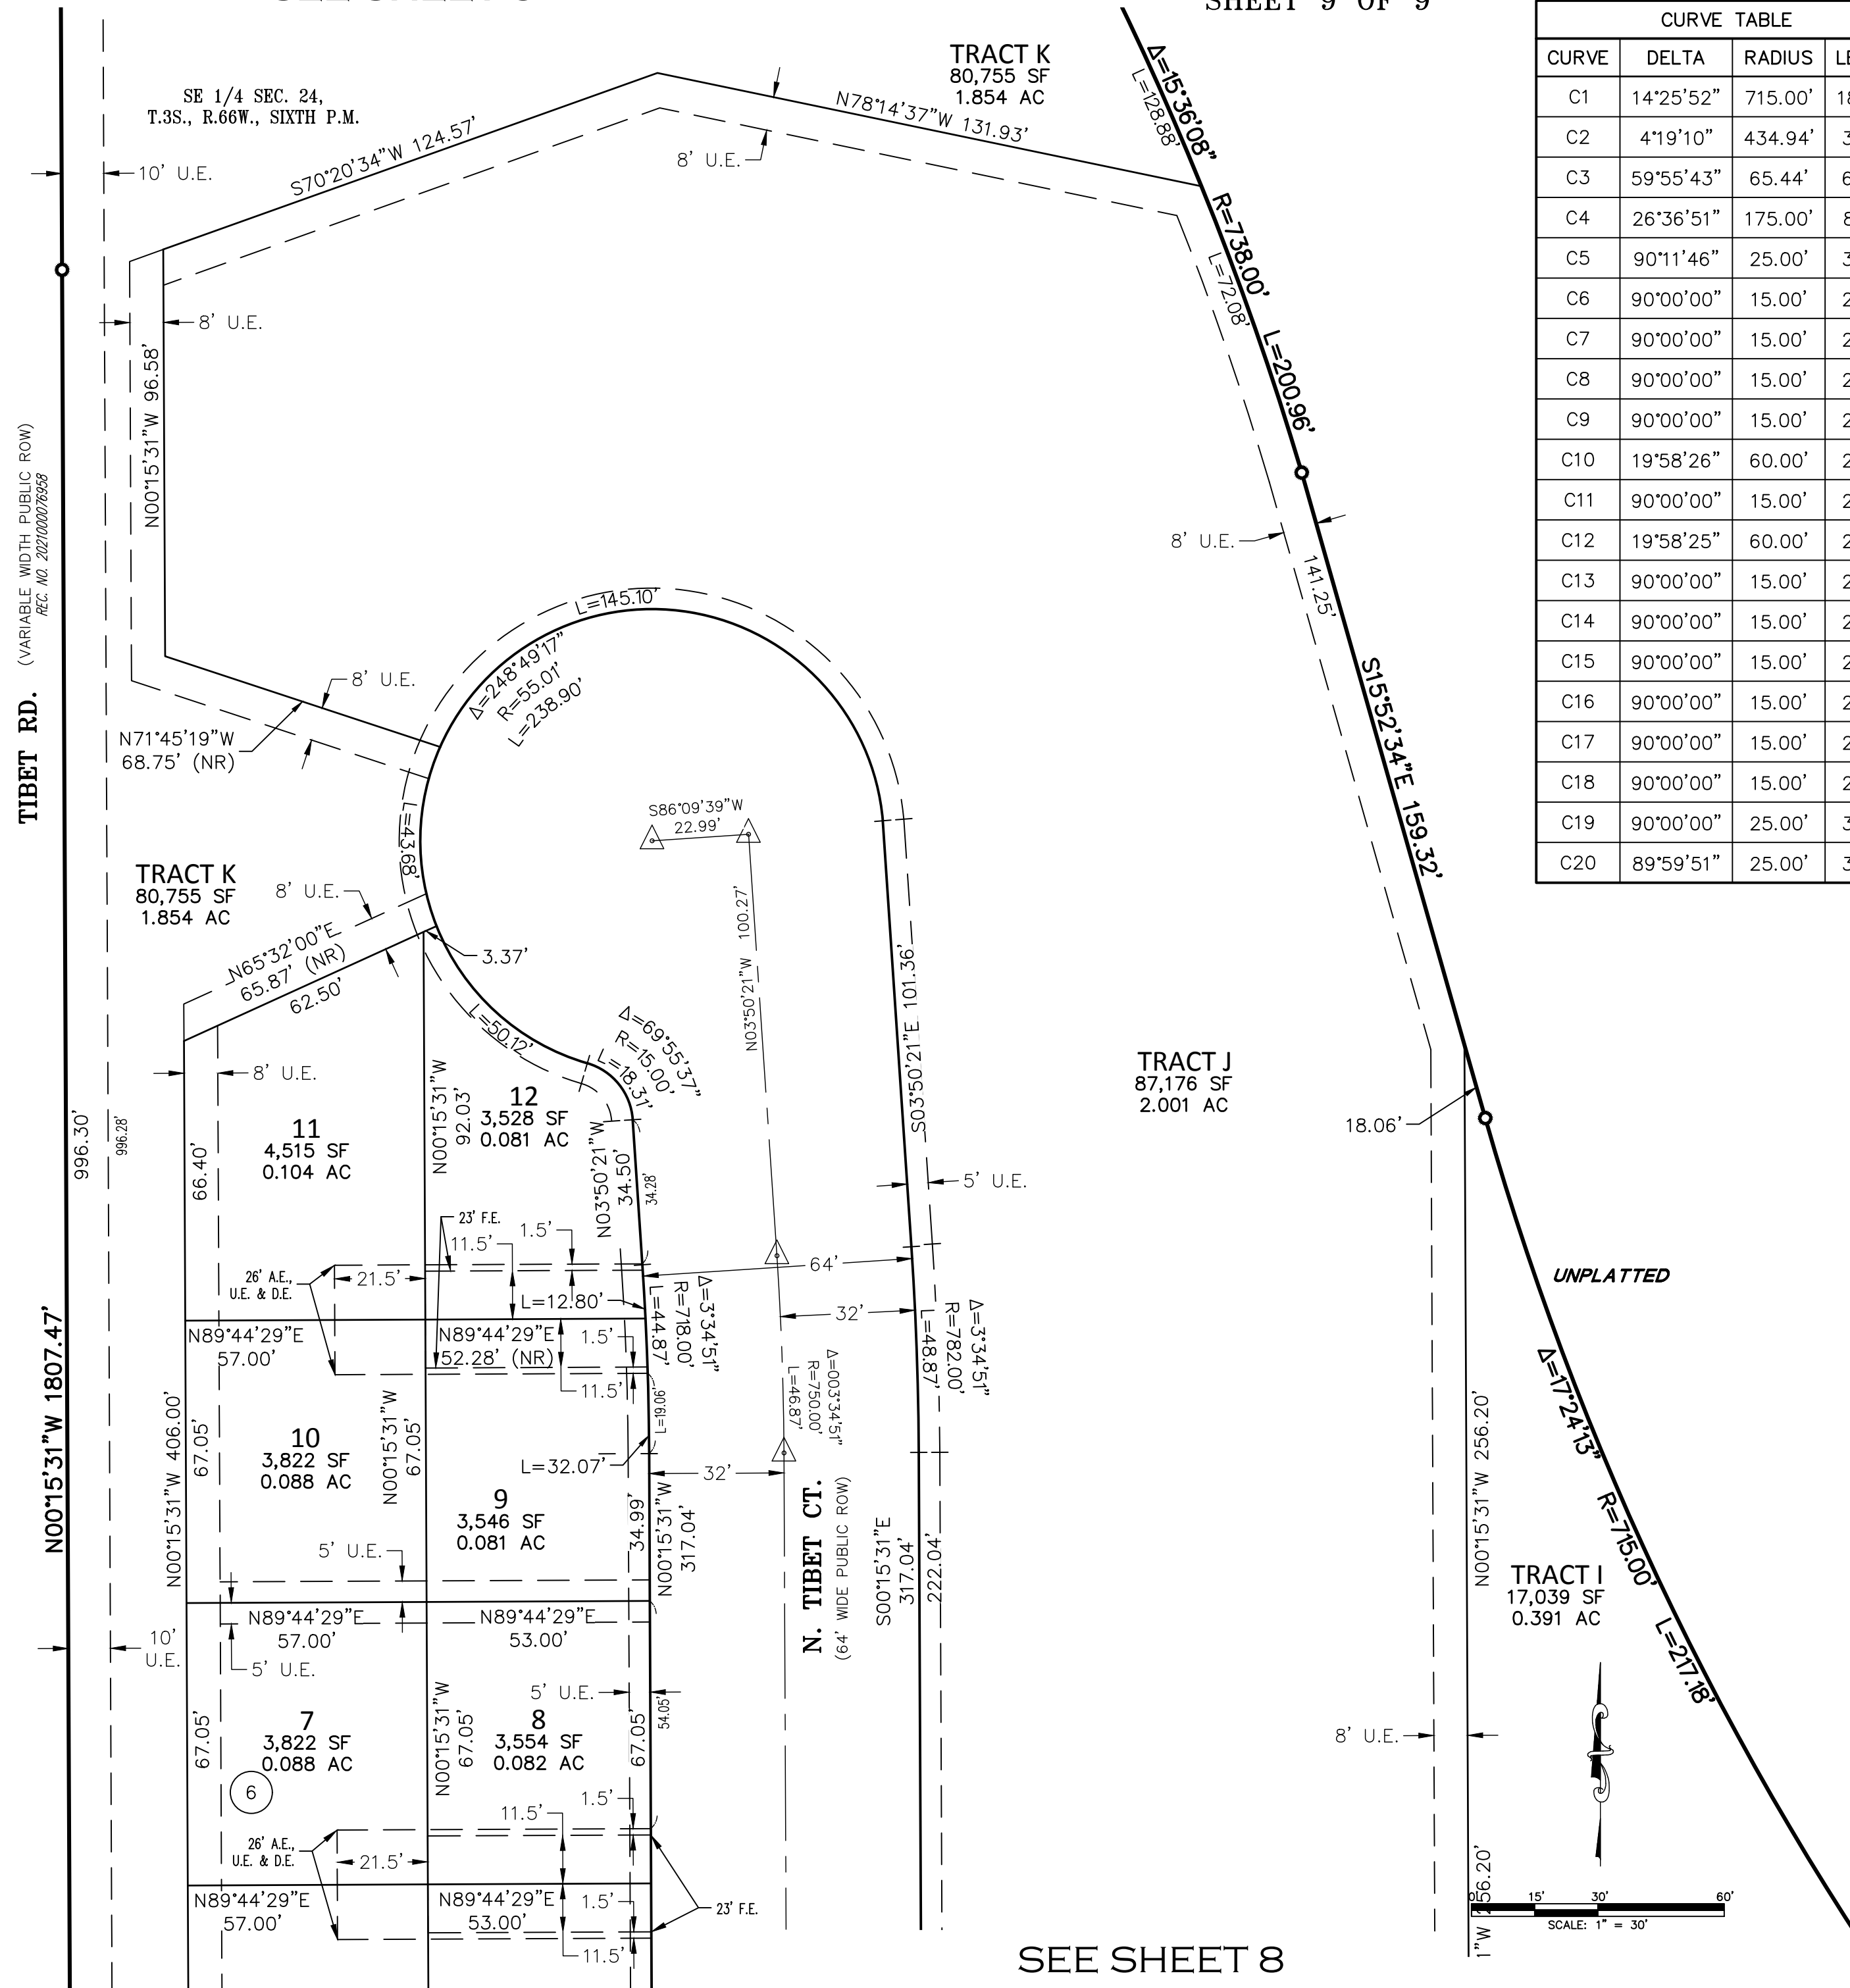 SHEET 9 OF 9
CURVE TABLE
CURVE DELTA RADIUS
C1 14°25'52" 715.00'
C2 4°19'10" 434.94'
C3 59°55'43" 65.44'
C4 26°36'51" 175.00'
C5 90°11'46" 25.00'
C6 90°00'00" 15.00'
C7 90°00'00" 15.00'
C8 90°00'00" 15.00'
C9 90°00'00" 15.00'
C10 19°58'26" 60.00'
C11 90°00'00" 15.00'
C12 19°58'25" 60.00'
C13 90°00'00" 15.00'
C14 90°00'00" 15.00'
C15 90°00'00" 15.00'
C16 90°00'00" 15.00'
C17 90°00'00" 15.00'
C18 90°00'00" 15.00'
C19 90°00'00" 25.00'
C20 89°59'51" 25.00'
SE 1/4 SEC. 24,
T.3S., R.66W., SIXTH P.M.
TRACT K
80,755 SF
1.854 AC
S70°20'34"W 124.57'
N78°14'37"W 131.93'
8' U.E.
10' U.E.
8' U.E.
N00°15'31"W 96.58'
Δ=15°36'08"
R=738.00'
L=200.96'
L=128.88'
L=72.08'
8' U.E.
141.25'
S15°52'34"E 159.32'
TIBET RD.
(VARIABLE WIDTH PUBLIC ROW)
REC. NO. 2021000076958
8' U.E.
N71°45'19"W
68.75' (NR)
L=145.10'
Δ=248°49'17"
R=55.01'
L=238.90'
L=43.68'
S86°09'39"W
22.99'
N03°50'21"W 100.27'
TRACT K
80,755 SF
1.854 AC
8' U.E.
N65°32'00"E
65.87' (NR)
62.50'
3.37'
L=50.12'
Δ=69°55'37"
R=15.00'
L=18.31'
S03°50'21"E 101.36'
5' U.E.
TRACT J
87,176 SF
2.001 AC
18.06'
996.30'
996.28'
8' U.E.
11
4,515 SF
0.104 AC
66.40'
N00°15'31"W
92.03'
12
3,528 SF
0.081 AC
N03°50'21"W
34.50'
34.28'
23' F.E.
1.5'
11.5'
26' A.E.,
U.E. & D.E.
21.5'
L=12.80'
64'
32'
N89°44'29"E
57.00'
N89°44'29"E
52.28' (NR)
1.5'
11.5'
Δ=3°34'51"
R=718.00'
L=44.87'
L=19.06'
Δ=003°34'51"
R=750.00'
L=46.87'
Δ=3°34'51"
R=782.00'
L=48.87'
UNPLATTED
N00°15'31"W 1807.47'
N00°15'31"W 406.00'
67.05'
10
3,822 SF
0.088 AC
N00°15'31"W
67.05'
L=32.07'
32'
9
3,546 SF
0.081 AC
34.99'
N00°15'31"W
317.04'
N. TIBET CT.
(64' WIDE PUBLIC ROW)
S00°15'31"E
317.04'
222.04'
N00°15'31"W 256.20'
Δ=17°24'13"
R=715.00'
L=217.18'
TRACT I
17,039 SF
0.391 AC
5' U.E.
N89°44'29"E
57.00'
N89°44'29"E
53.00'
10'
U.E.
5' U.E.
5' U.E.
67.05'
7
3,822 SF
0.088 AC
6
N00°15'31"W
67.05'
8
3,554 SF
0.082 AC
67.05'
54.05'
8' U.E.
1.5'
11.5'
26' A.E.,
U.E. & D.E.
21.5'
N89°44'29"E
57.00'
N89°44'29"E
53.00'
1.5'
11.5'
23' F.E.
1"W 256.20'
0 15' 30' 60'
SCALE: 1" = 30'
SEE SHEET 8